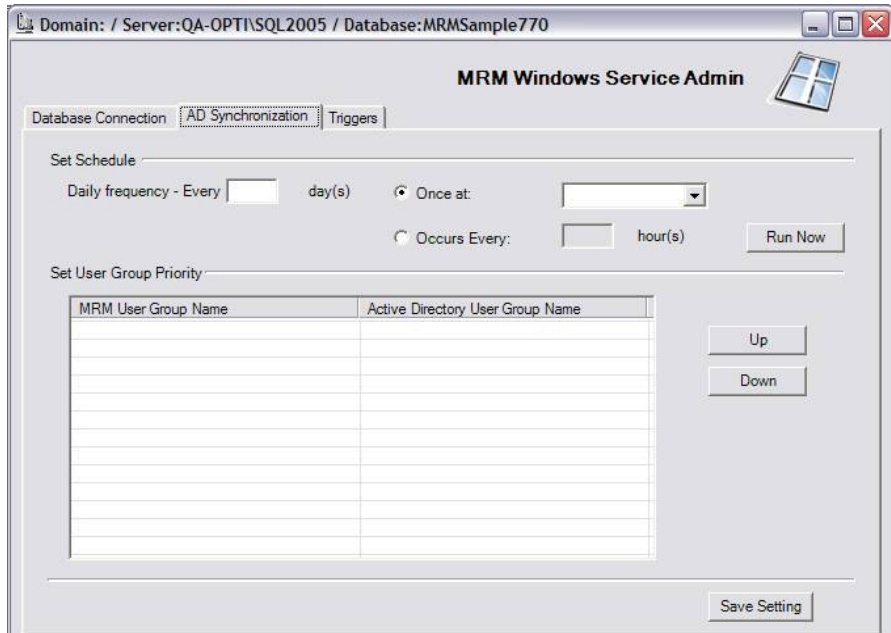 Domain: / Server:QA-OPTI\SQL2005 / Database:MRMSample770
MRM Windows Service Admin
Database Connection AD Synchronization Triggers
Set Schedule
Daily frequency - Every day(s) Once at:
Occurs Every: hour(s) Run Now
Set User Group Priority
MRM User Group Name Active Directory User Group Name
Up
Down
Save Setting